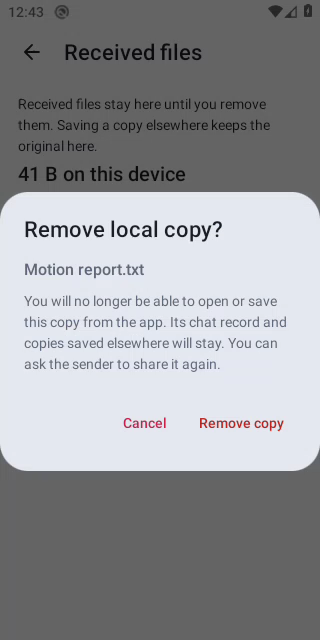 12:43
Received files
Received files stay here until you remove
them. Saving a copy elsewhere keeps the
original here.
41 B on this device
Remove local copy?
Motion report.txt
You will no longer be able to open or save
this copy from the app. Its chat record and
copies saved elsewhere will stay. You can
ask the sender to share it again.
Cancel
Remove copy